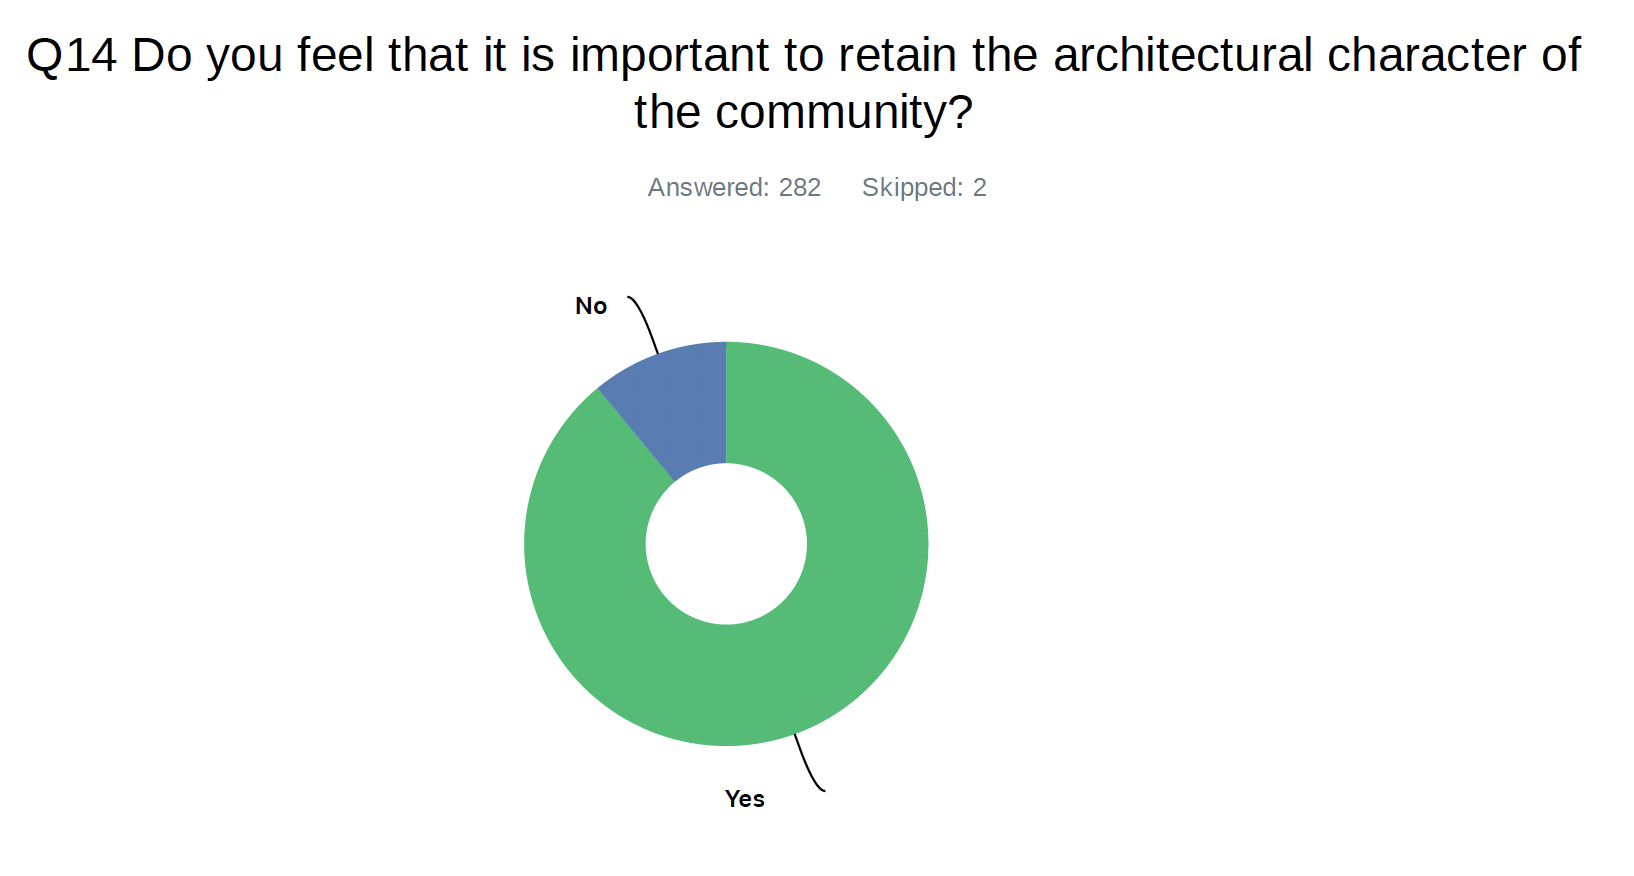 Q14 Do you feel that it is important to retain the architectural character of
the community?
Answered: 282 Skipped: 2
No
Yes